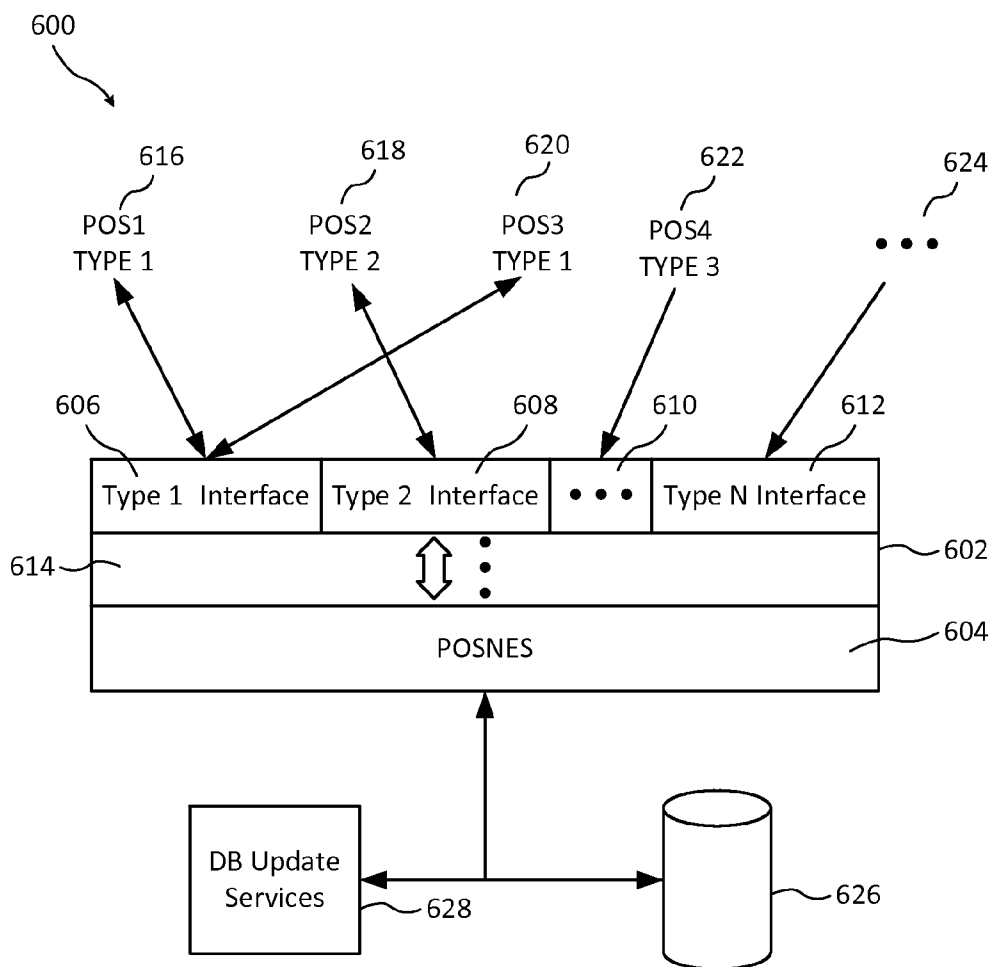 600
616
618
620
622
624
POS1
TYPE 1
POS2
TYPE 2
POS3
TYPE 1
POS4
TYPE 3
606
608
610
612
Type 1 Interface
Type 2 Interface
Type N Interface
614
602
POSNES
604
DB Update
Services
628
626